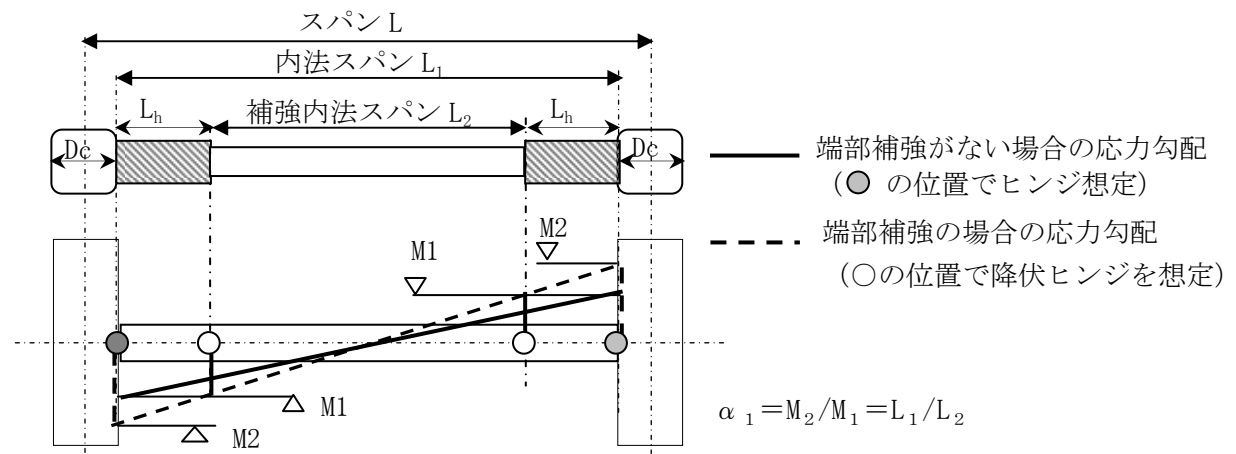 スパン L
内法スパン L₁
Lₕ
補強内法スパン L₂
Lₕ
Dc
Dc
端部補強がない場合の応力勾配
（● の位置でヒンジ想定）
端部補強の場合の応力勾配
（○の位置で降伏ヒンジを想定）
M2
M1
M1
M2
α₁＝M₂/M₁＝L₁/L₂